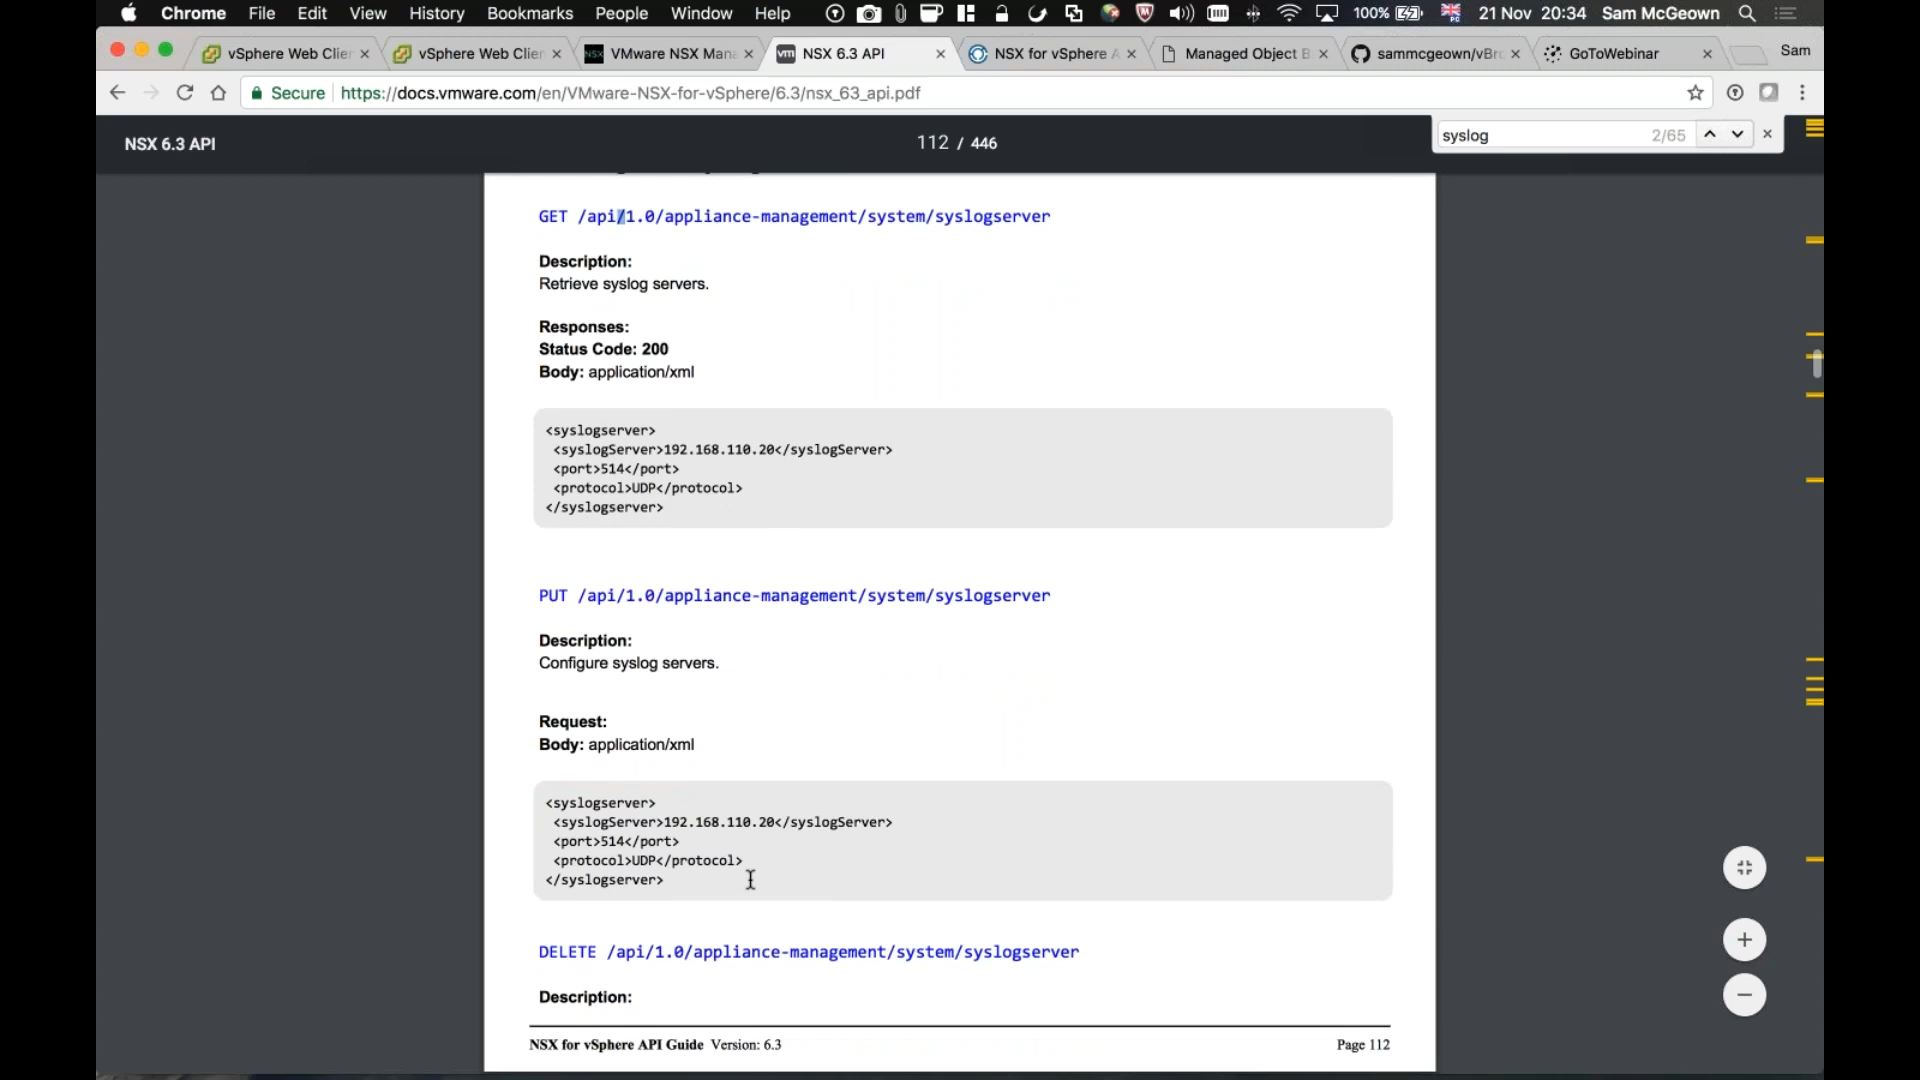 Chrome File Edit View History Bookmarks People Window Help 100% 21 Nov 20:34 Sam McGeown
vSphere Web Clier × vSphere Web Clier × NSX VMware NSX Mana × vm NSX 6.3 API × NSX for vSphere A × Managed Object B × sammcgeown/vBro × GoToWebinar × Sam
Secure https://docs.vmware.com/en/VMware-NSX-for-vSphere/6.3/nsx_63_api.pdf
NSX 6.3 API 112 / 446 syslog 2/65
GET /api/1.0/appliance-management/system/syslogserver
Description:
Retrieve syslog servers.
Responses:
Status Code: 200
Body: application/xml
<syslogserver>
<syslogServer>192.168.110.20</syslogServer>
<port>514</port>
<protocol>UDP</protocol>
</syslogserver>
PUT /api/1.0/appliance-management/system/syslogserver
Description:
Configure syslog servers.
Request:
Body: application/xml
<syslogserver>
<syslogServer>192.168.110.20</syslogServer>
<port>514</port>
<protocol>UDP</protocol>
</syslogserver>
DELETE /api/1.0/appliance-management/system/syslogserver
Description:
NSX for vSphere API Guide Version: 6.3 Page 112